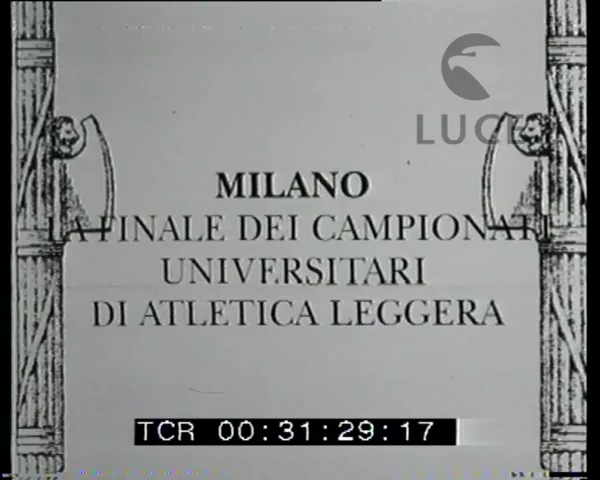 LUCE
MILANO
LA FINALE DEI CAMPIONATI
UNIVERSITARI
DI ATLETICA LEGGERA
TCR 00:31:29:17